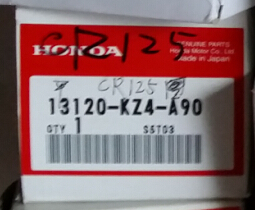 CR125
HONDA
GENUINE PARTS
Honda Motor Co. Ltd
Made in Japan
CR125
13120-KZ4-A90
QTY 1 S5T03